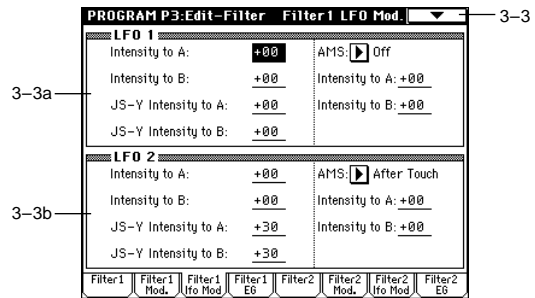 PROGRAM P3:Edit-Filter Filter1 LFO Mod.
3–3
LFO 1
Intensity to A: +00 AMS: Off
Intensity to B: +00 Intensity to A: +00
3–3a
JS-Y Intensity to A: +00 Intensity to B: +00
JS-Y Intensity to B: +00
LFO 2
Intensity to A: +00 AMS: After Touch
Intensity to B: +00 Intensity to A: +00
3–3b
JS-Y Intensity to A: +30 Intensity to B: +00
JS-Y Intensity to B: +30
Filter1 Filter1 Mod. Filter1 lfo Mod Filter1 EG Filter2 Filter2 Mod. Filter2 lfo Mod Filter2 EG